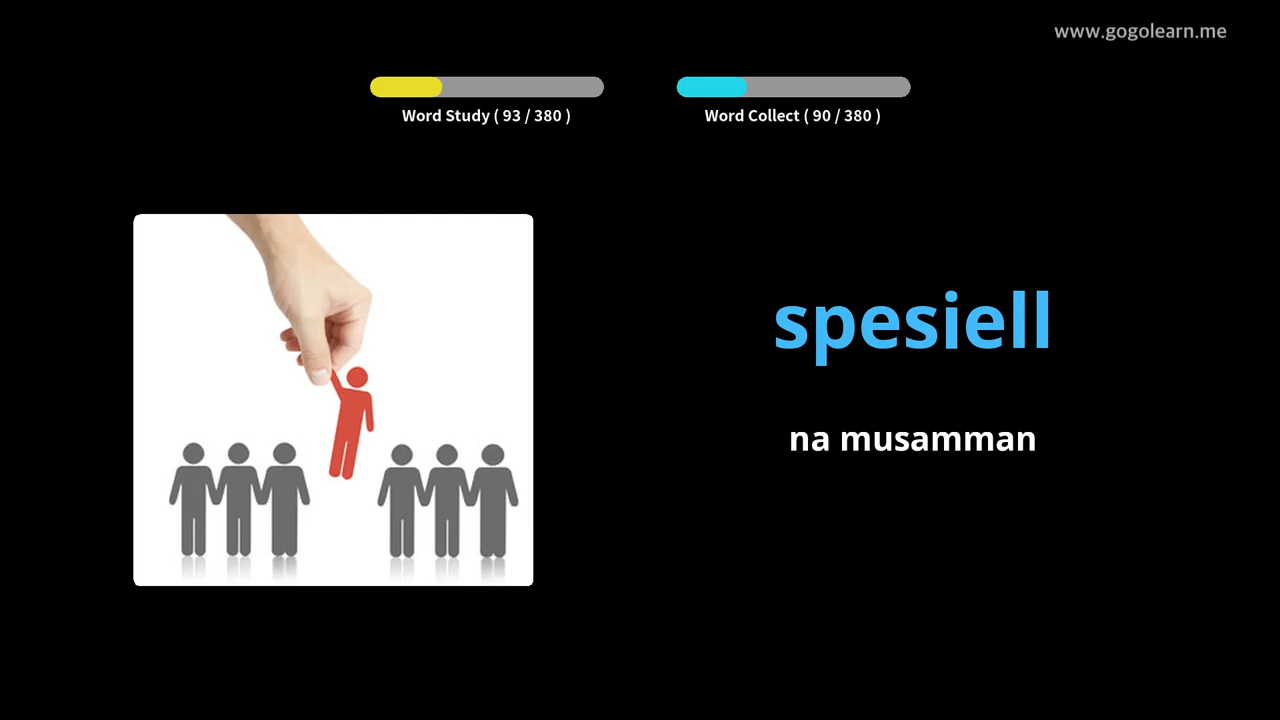 www.gogolearn.me
Word Study ( 93 / 380 )
Word Collect ( 90 / 380 )
spesiell
na musamman